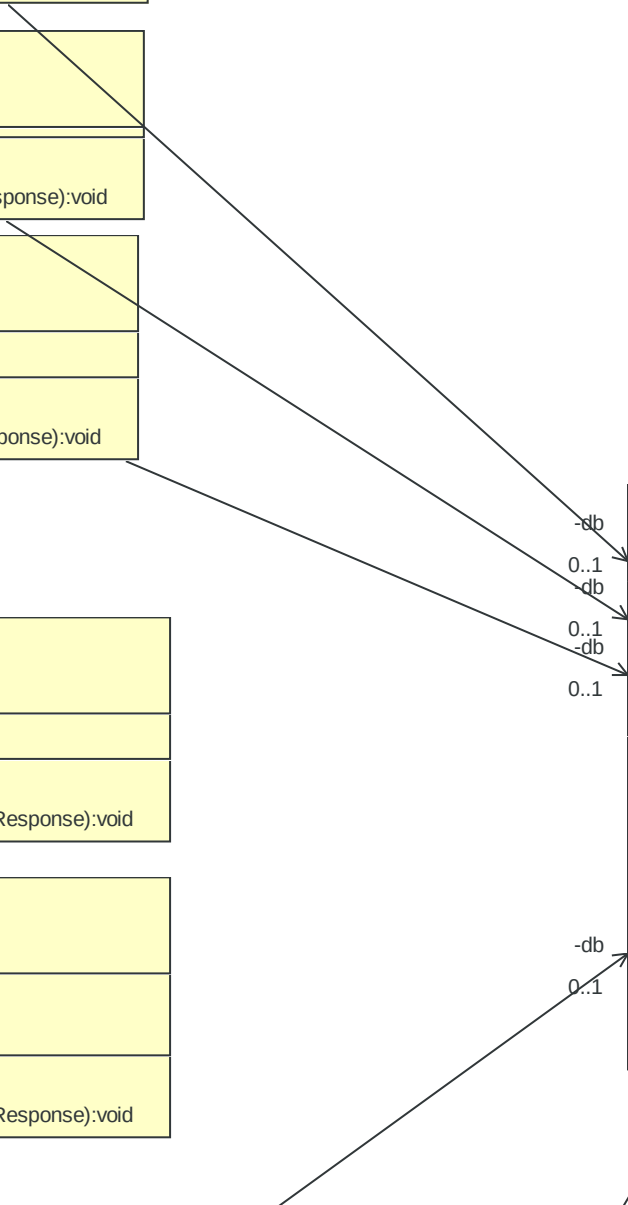 sponse):void
ponse):void
-db
0..1
-db
0..1
-db
0..1
Response):void
-db
0..1
Response):void